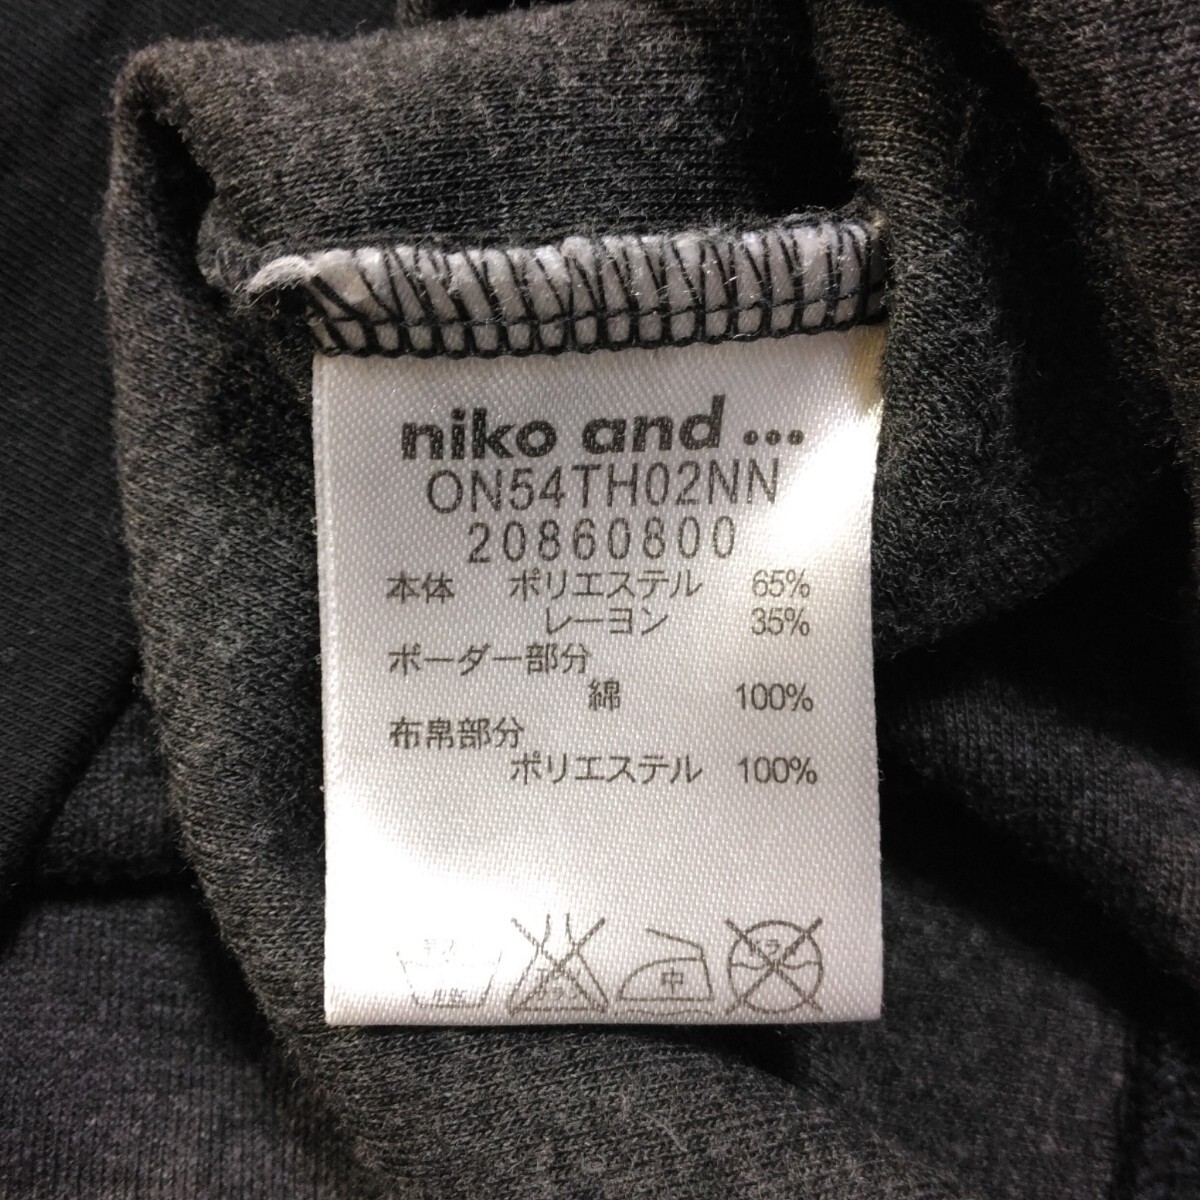 niko and ...
ON54TH02NN
20860800
本体 ポリエステル 65%
レーヨン 35%
ポーダー部分
綿 100%
布帛部分
ポリエステル 100%
中